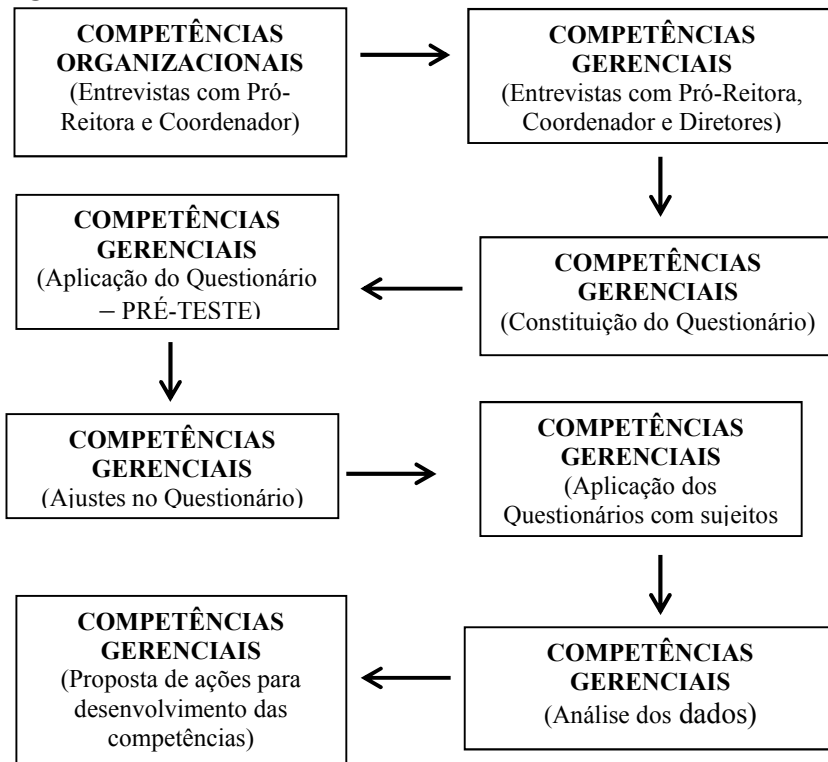 COMPETÊNCIAS
ORGANIZACIONAIS
(Entrevistas com Pró-
Reitora e Coordenador)
COMPETÊNCIAS
GERENCIAIS
(Entrevistas com Pró-Reitora,
Coordenador e Diretores)
COMPETÊNCIAS
GERENCIAIS
(Constituição do Questionário)
COMPETÊNCIAS
GERENCIAIS
(Aplicação do Questionário
– PRÉ-TESTE)
COMPETÊNCIAS
GERENCIAIS
(Ajustes no Questionário)
COMPETÊNCIAS
GERENCIAIS
(Aplicação dos
Questionários com sujeitos
COMPETÊNCIAS
GERENCIAIS
(Análise dos dados)
COMPETÊNCIAS
GERENCIAIS
(Proposta de ações para
desenvolvimento das
competências)